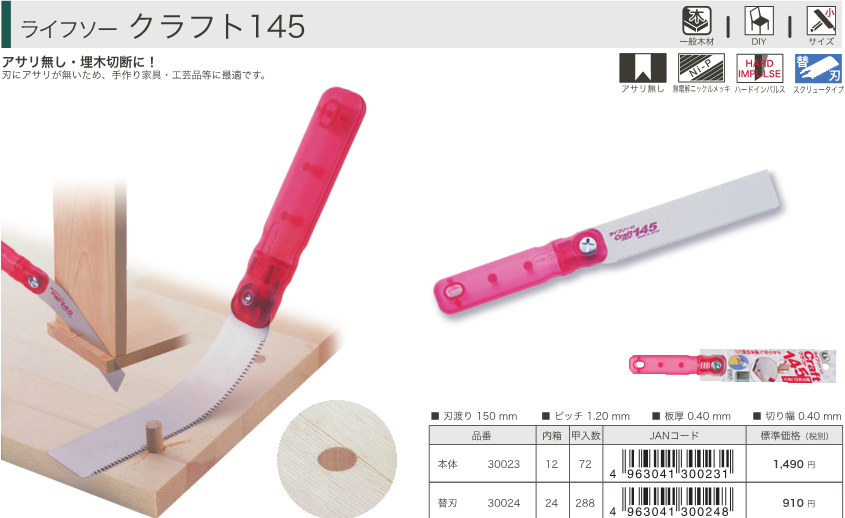 ライフソー クラフト145
一般木材
DIY
小
サイズ
アサリ無し・埋木切断に！
刃にアサリが無いため、手作り家具・工芸品等に最適です。
アサリ無し
Ni-P
無電解ニッケルメッキ
HARD
IMPULSE
ハードインパルス
替
刃
スクリュータイプ
ライフソー
Craft145
145
Craft
145
■ 刃渡り 150 mm ■ ピッチ 1.20 mm ■ 板厚 0.40 mm ■ 切り幅 0.40 mm
品番 内箱 甲入数 JANコード 標準価格（税別）
本体 30023 12 72 4 963041 300231 1,490 円
替刃 30024 24 288 4 963041 300248 910 円